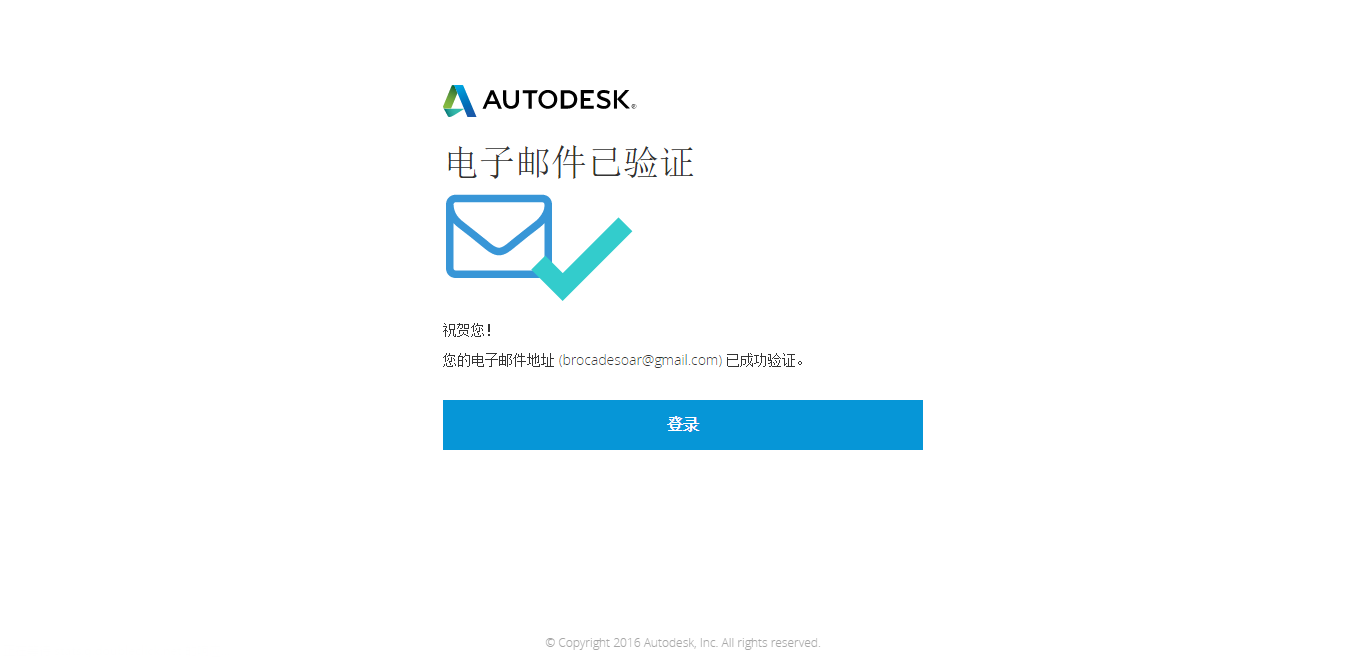 AUTODESK®
电子邮件已验证
祝贺您！
您的电子邮件地址 (brocadesoar@gmail.com) 已成功验证。
登录
© Copyright 2016 Autodesk, Inc. All rights reserved.